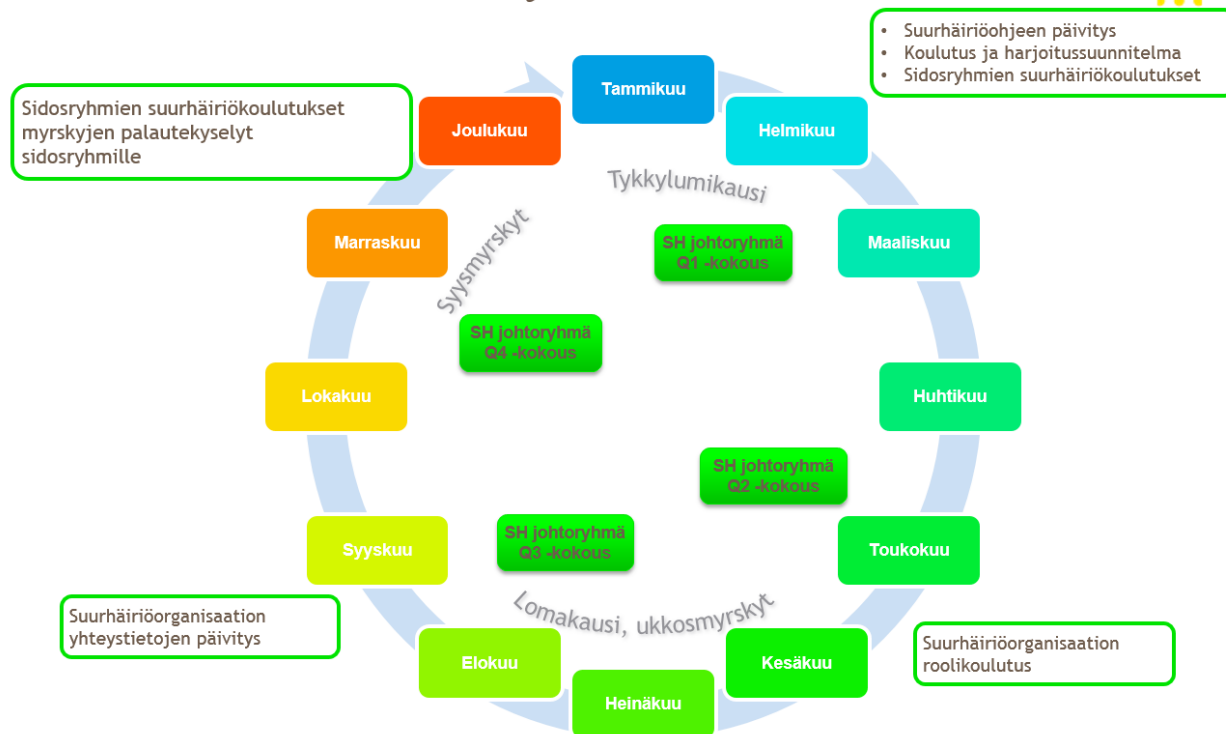 • Suurhäiriöohjeen päivitys
• Koulutus ja harjoitussuunnitelma
• Sidosryhmien suurhäiriökoulutukset
Sidosryhmien suurhäiriökoulutukset
myrskyjen palautekyselyt
sidosryhmille
Tammikuu
Helmikuu
Maaliskuu
Huhtikuu
Toukokuu
Kesäkuu
Heinäkuu
Elokuu
Syyskuu
Lokakuu
Marraskuu
Joulukuu
Tykkylumikausi
SH johtoryhmä
Q1 -kokous
Syysmyrskyt
SH johtoryhmä
Q4 -kokous
SH johtoryhmä
Q2 -kokous
SH johtoryhmä
Q3 -kokous
Lomakausi, ukkosmyrskyt
Suurhäiriöorganisaation
yhteystietojen päivitys
Suurhäiriöorganisaation
roolikoulutus